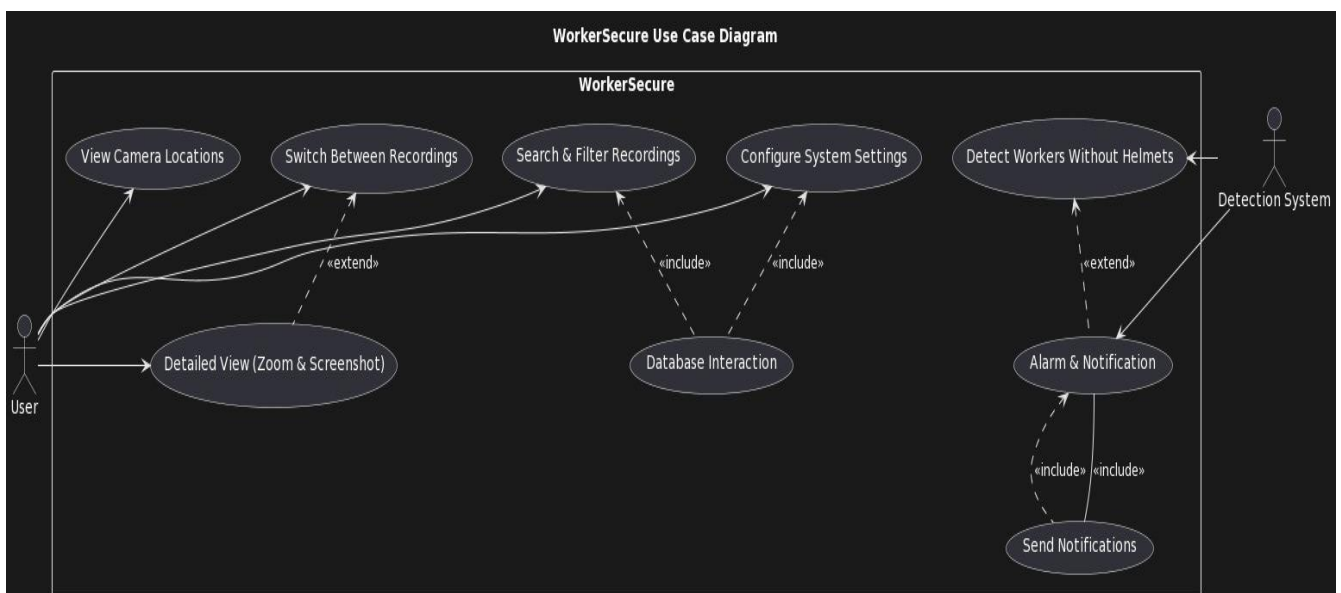 WorkerSecure Use Case Diagram
WorkerSecure
View Camera Locations
Switch Between Recordings
Search & Filter Recordings
Configure System Settings
Detect Workers Without Helmets
Detection System
«extend»
«include»
«include»
«extend»
Detailed View (Zoom & Screenshot)
Database Interaction
Alarm & Notification
User
«include»
«include»
Send Notifications